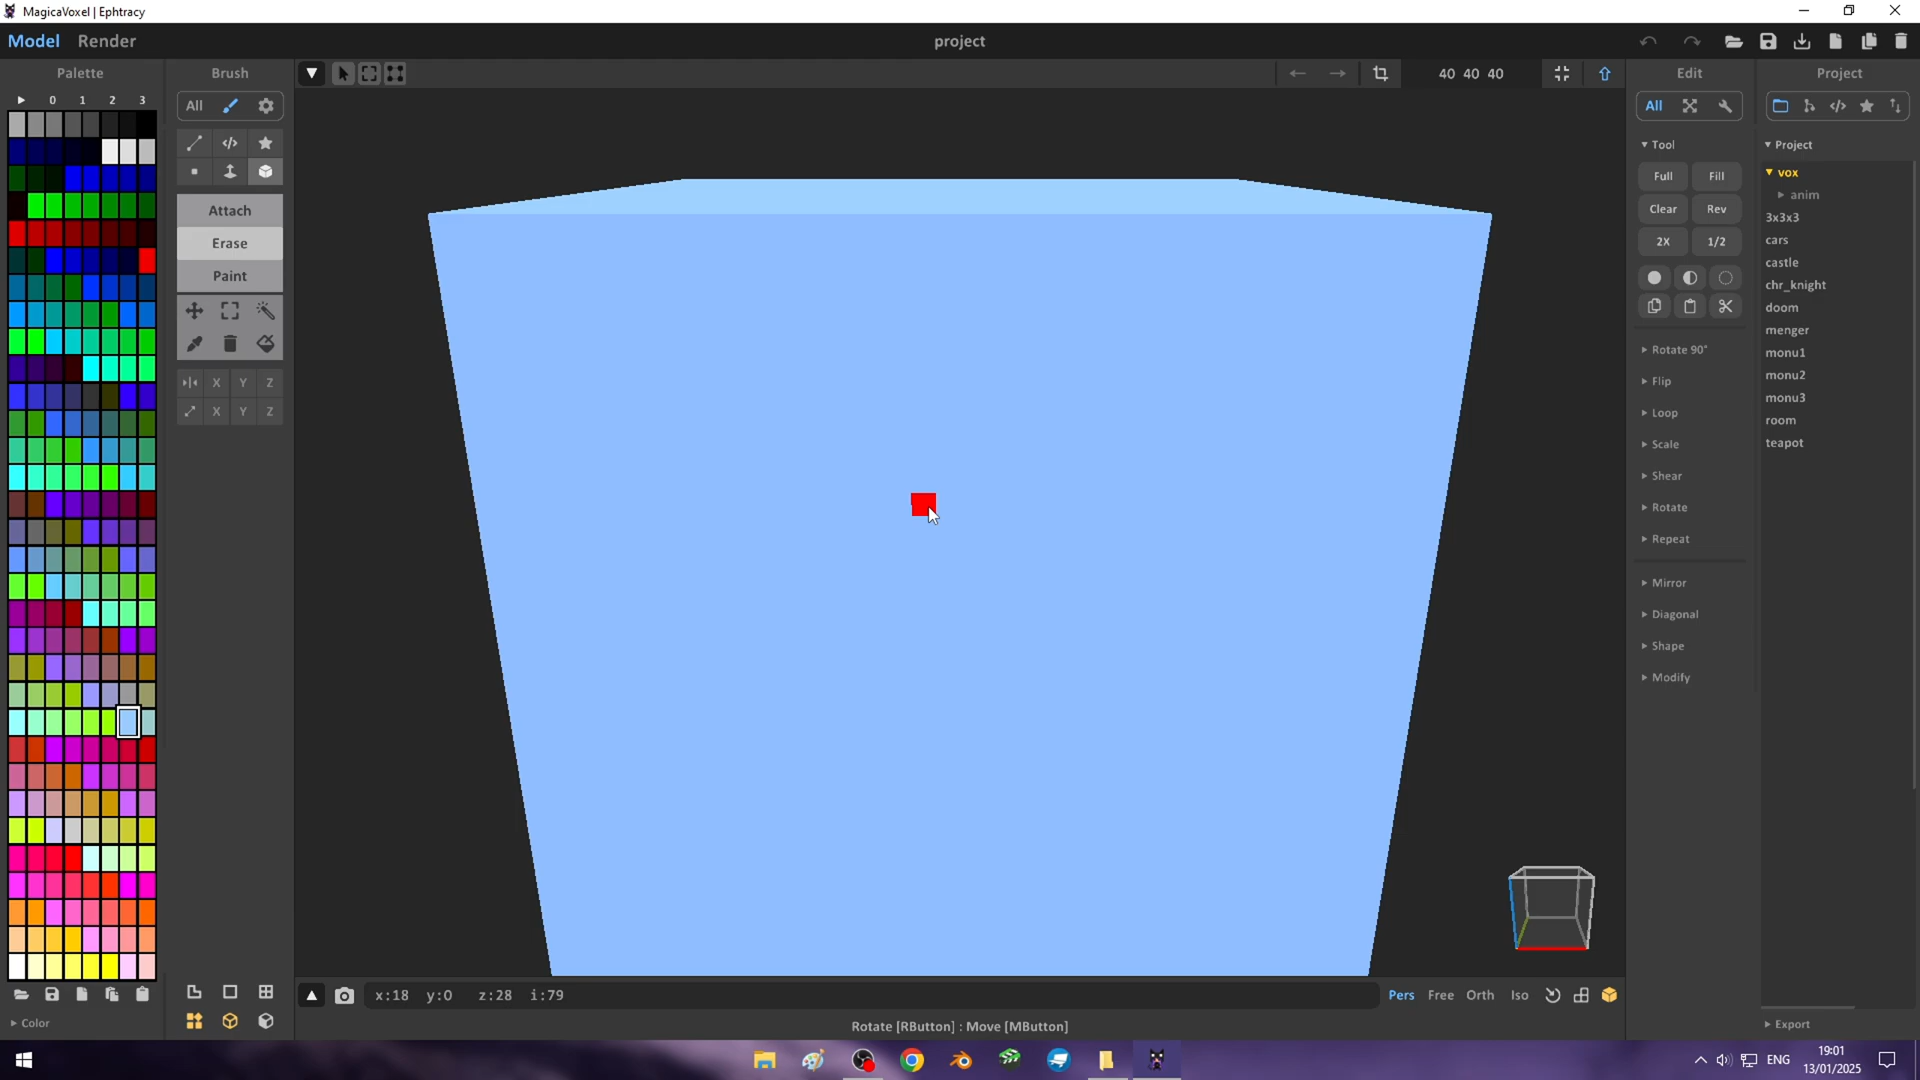 MagicaVoxel | Ephtracy
Model Render
project
Palette
Brush
40 40 40
Edit
Project
0 1 2 3
All
All
Tool
Project
Full Fill
vox
anim
Attach
Clear Rev
3x3x3
Erase
2X 1/2
cars
Paint
castle
chr_knight
doom
menger
Rotate 90°
monu1
X Y Z
Flip
monu2
X Y Z
Loop
monu3
room
Scale
teapot
Shear
Rotate
Repeat
Mirror
Diagonal
Shape
Modify
x:18 y:0 z:28 i:79
Pers Free Orth Iso
Color
Rotate [RButton] : Move [MButton]
Export
ENG
19:01
13/01/2025